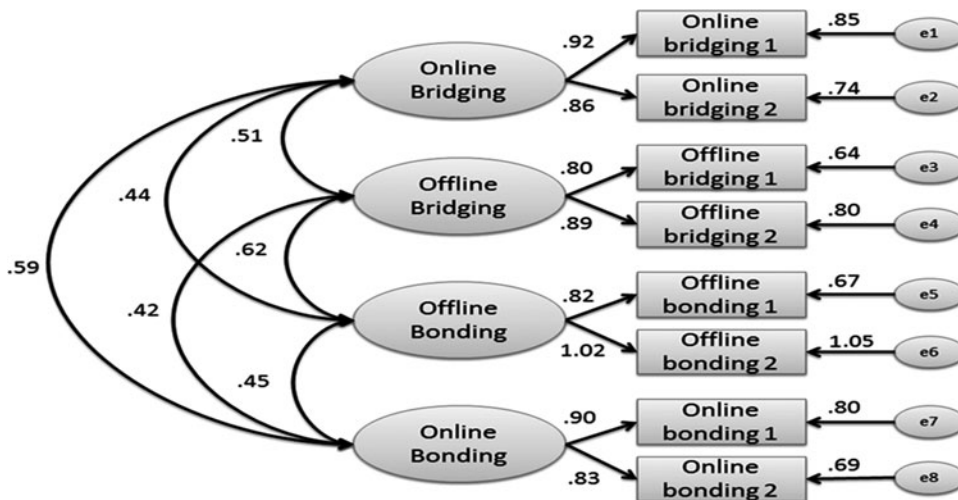 Online
Bridging
Offline
Bridging
Offline
Bonding
Online
Bonding
.51
.44
.62
.59
.42
.45
.92
.86
.80
.89
.82
1.02
.90
.83
Online
bridging 1
Online
bridging 2
Offline
bridging 1
Offline
bridging 2
Offline
bonding 1
Offline
bonding 2
Online
bonding 1
Online
bonding 2
.85
.74
.64
.80
.67
1.05
.80
.69
e1
e2
e3
e4
e5
e6
e7
e8